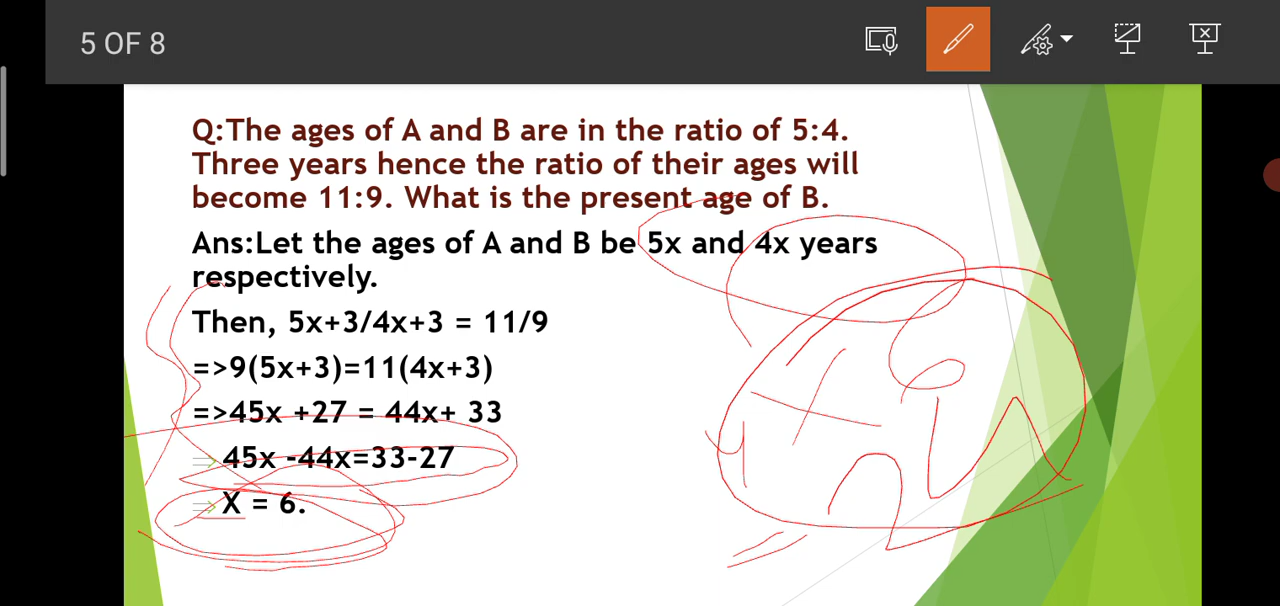 5 OF 8
Q:The ages of A and B are in the ratio of 5:4.
Three years hence the ratio of their ages will
become 11:9. What is the present age of B.
Ans:Let the ages of A and B be 5x and 4x years
respectively.
Then, 5x+3/4x+3 = 11/9
=>9(5x+3)=11(4x+3)
=>45x +27 = 44x+ 33
⇒ 45x -44x=33-27
⇒ X = 6.